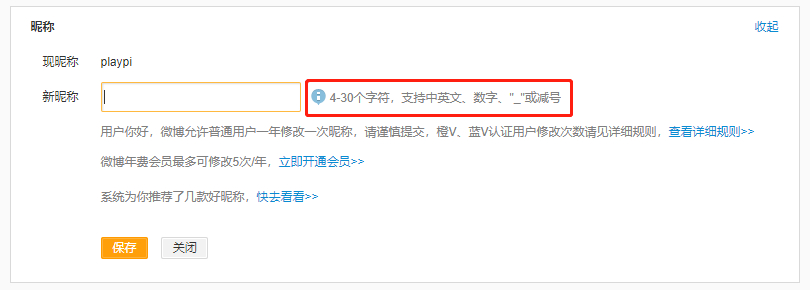 昵称 收起
现昵称 playpi
新昵称 4-30个字符，支持中英文、数字、"_"或减号
用户你好，微博允许普通用户一年修改一次昵称，请谨慎提交，橙V、蓝V认证用户修改次数请见详细规则，查看详细规则>>
微博年费会员最多可修改5次/年，立即开通会员>>
系统为你推荐了几款好昵称，快去看看>>
保存 关闭